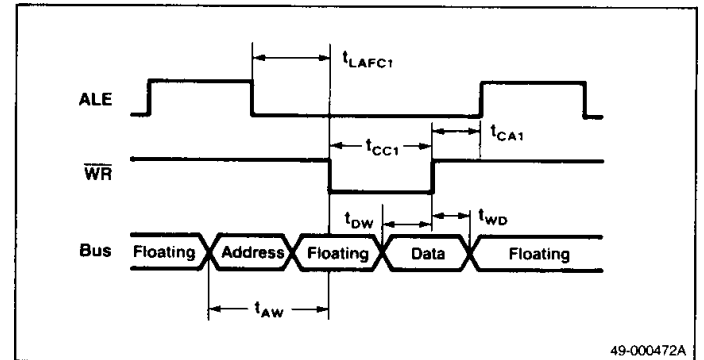 tLAFC1
ALE
tCC1
tCA1
WR
tDW
tWD
Bus Floating Address Floating Data Floating
tAW
49-000472A